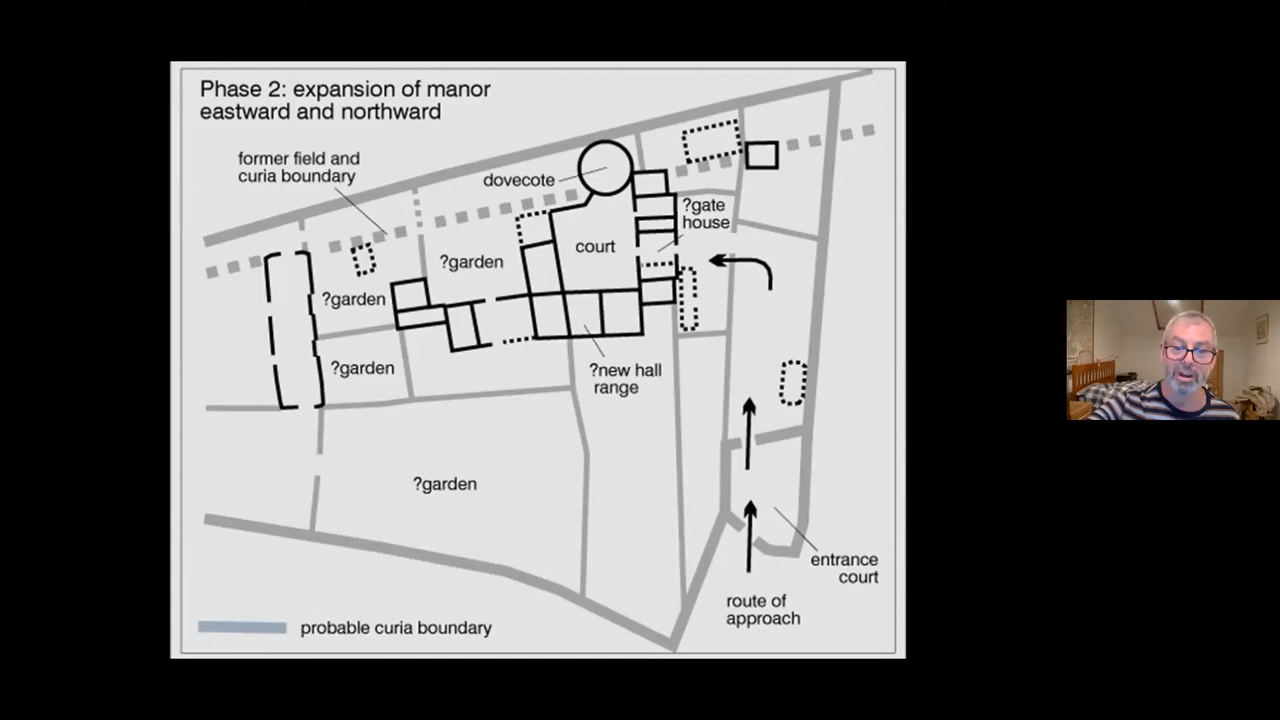 Phase 2: expansion of manor
eastward and northward
former field and
curia boundary
dovecote
?gate
house
court
?garden
?garden
?garden
?new hall
range
?garden
entrance
court
route of
approach
probable curia boundary